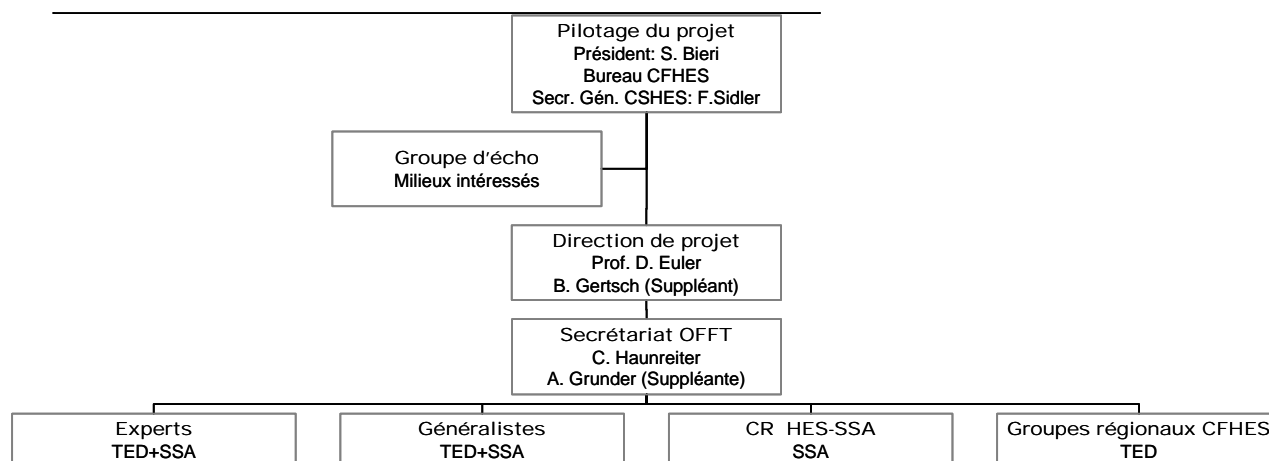 Pilotage du projet
Président: S. Bieri
Bureau CFHES
Secr. Gén. CSHES: F.Sidler
Groupe d'écho
Milieux intéressés
Direction de projet
Prof. D. Euler
B. Gertsch (Suppléant)
Secrétariat OFFT
C. Haunreiter
A. Grunder (Suppléante)
Experts
TED+SSA
Généralistes
TED+SSA
CR HES-SSA
SSA
Groupes régionaux CFHES
TED